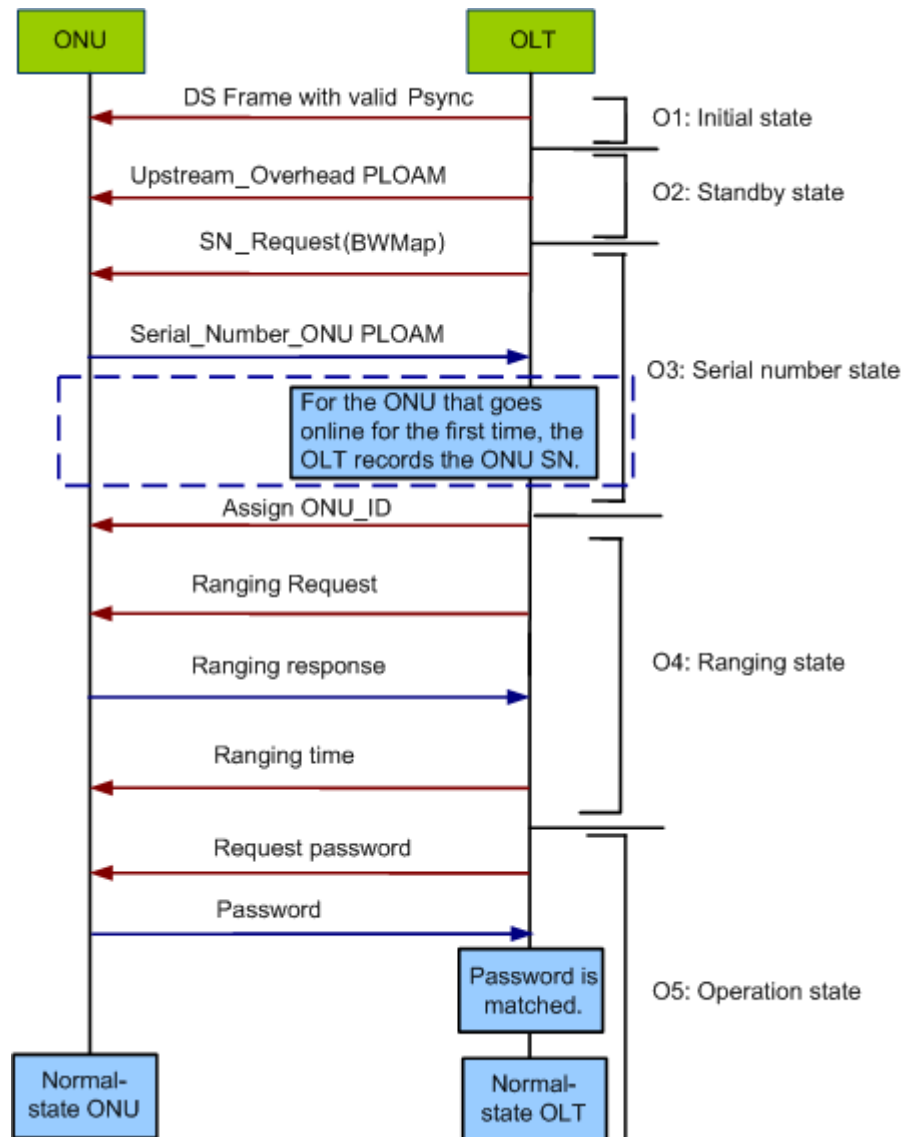 ONU
OLT
DS Frame with valid Psync
O1: Initial state
Upstream_Overhead PLOAM
O2: Standby state
SN_Request(BWMap)
Serial_Number_ONU PLOAM
O3: Serial number state
For the ONU that goes
online for the first time, the
OLT records the ONU SN.
Assign ONU_ID
Ranging Request
Ranging response
O4: Ranging state
Ranging time
Request password
Password
Password is
matched.
O5: Operation state
Normal-
state ONU
Normal-
state OLT